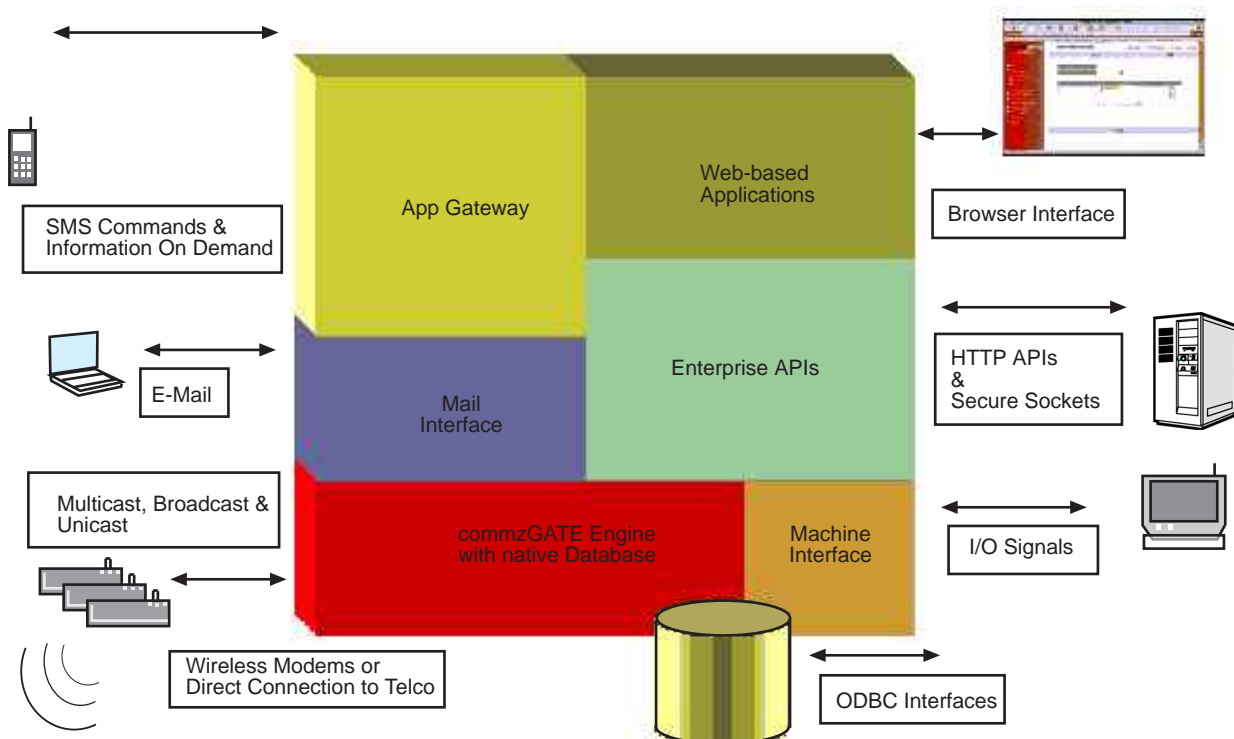 App Gateway
Web-based
Applications
SMS Commands &
Information On Demand
Browser Interface
E-Mail
Mail
Interface
Enterprise APIs
HTTP APIs
&
Secure Sockets
Multicast, Broadcast &
Unicast
commzGATE Engine
with native Database
Machine
Interface
I/O Signals
Wireless Modems or
Direct Connection to Telco
ODBC Interfaces